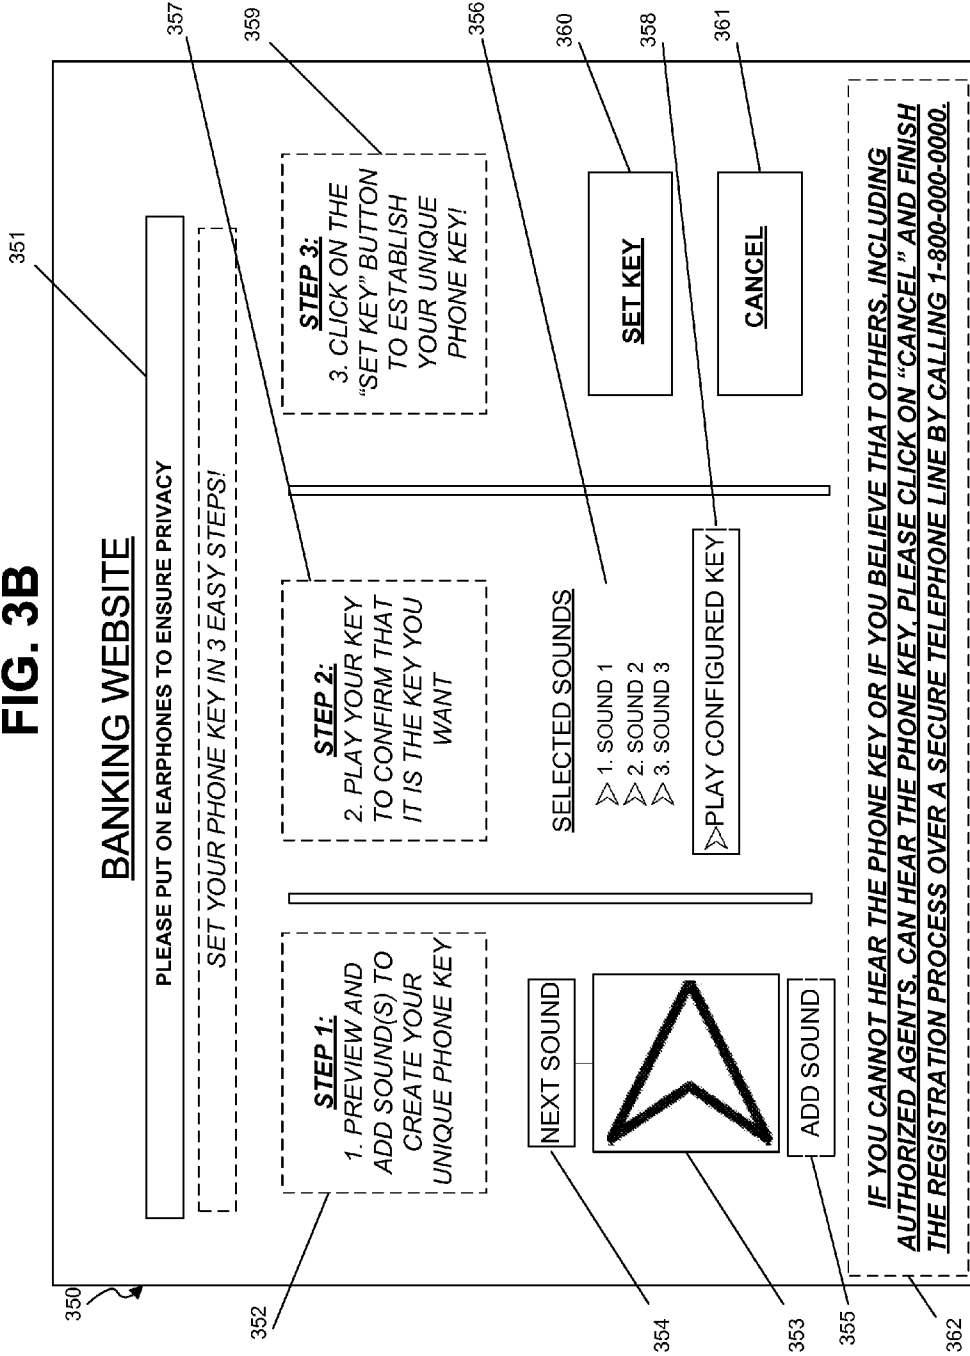 FIG. 3B
350
351
BANKING WEBSITE
PLEASE PUT ON EARPHONES TO ENSURE PRIVACY
SET YOUR PHONE KEY IN 3 EASY STEPS!
352
STEP 1:
1. PREVIEW AND
ADD SOUND(S) TO
CREATE YOUR
UNIQUE PHONE KEY
354
NEXT SOUND
353
355
ADD SOUND
357
STEP 2:
2. PLAY YOUR KEY
TO CONFIRM THAT
IT IS THE KEY YOU
WANT
356
SELECTED SOUNDS
1. SOUND 1
2. SOUND 2
3. SOUND 3
358
PLAY CONFIGURED KEY
359
STEP 3:
3. CLICK ON THE
“SET KEY” BUTTON
TO ESTABLISH
YOUR UNIQUE
PHONE KEY!
360
SET KEY
361
CANCEL
362
IF YOU CANNOT HEAR THE PHONE KEY OR IF YOU BELIEVE THAT OTHERS, INCLUDING
AUTHORIZED AGENTS, CAN HEAR THE PHONE KEY, PLEASE CLICK ON “CANCEL” AND FINISH
THE REGISTRATION PROCESS OVER A SECURE TELEPHONE LINE BY CALLING 1-800-000-0000.